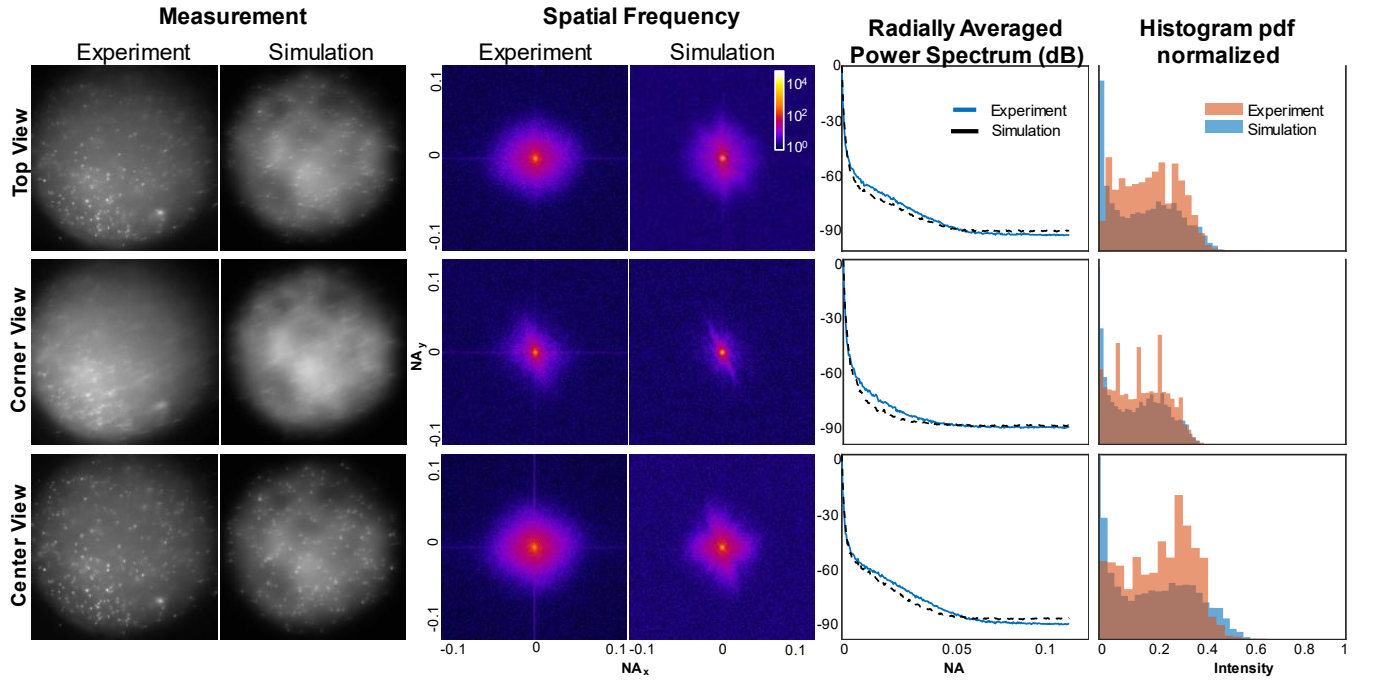 Measurement
Spatial Frequency
Radially Averaged
Power Spectrum (dB)
Histogram pdf
normalized
Experiment
Simulation
Experiment
Simulation
Top View
0.1
0
-0.1
10⁴
10²
10⁰
0
-30
-60
-90
Experiment
Simulation
Experiment
Simulation
Corner View
NAy
0.1
0
-0.1
0
-30
-60
-90
Center View
0.1
0
-0.1
0
-30
-60
-90
-0.1
0
0.1
-0.1
0
0.1
NAx
0
0.05
0.1
NA
0
0.2
0.4
0.6
0.8
1
Intensity